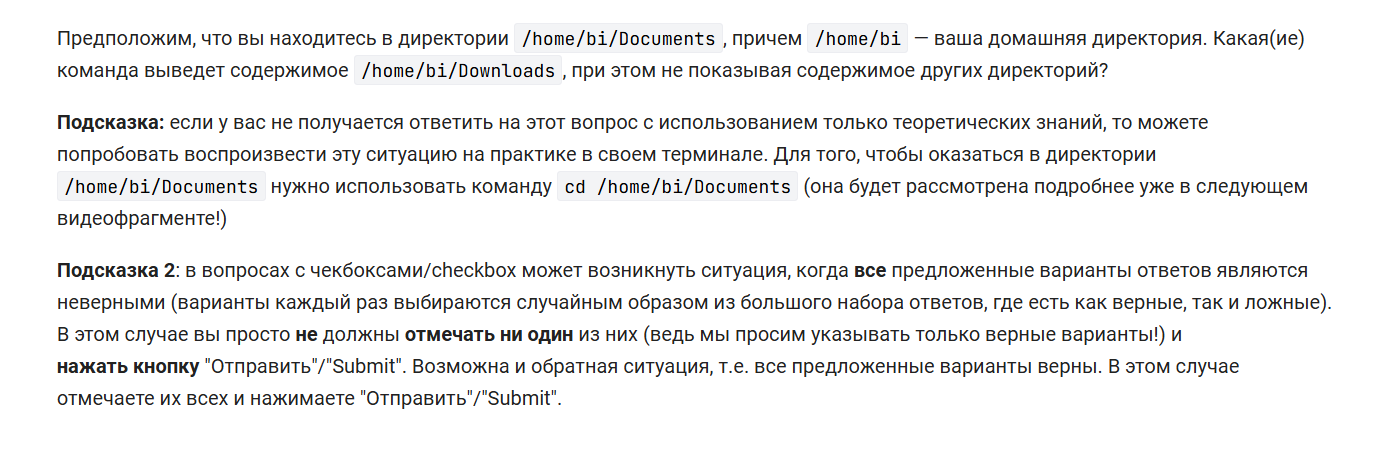 Предположим, что вы находитесь в директории /home/bi/Documents, причем /home/bi — ваша домашняя директория. Какая(ие)
команда выведет содержимое /home/bi/Downloads, при этом не показывая содержимое других директорий?
Подсказка: если у вас не получается ответить на этот вопрос с использованием только теоретических знаний, то можете
попробовать воспроизвести эту ситуацию на практике в своем терминале. Для того, чтобы оказаться в директории
/home/bi/Documents нужно использовать команду cd /home/bi/Documents (она будет рассмотрена подробнее уже в следующем
видеофрагменте!)
Подсказка 2: в вопросах с чекбоксами/checkbox может возникнуть ситуация, когда все предложенные варианты ответов являются
неверными (варианты каждый раз выбираются случайным образом из большого набора ответов, где есть как верные, так и ложные).
В этом случае вы просто не должны отмечать ни один из них (ведь мы просим указывать только верные варианты!) и
нажать кнопку "Отправить"/"Submit". Возможна и обратная ситуация, т.е. все предложенные варианты верны. В этом случае
отмечаете их всех и нажимаете "Отправить"/"Submit".